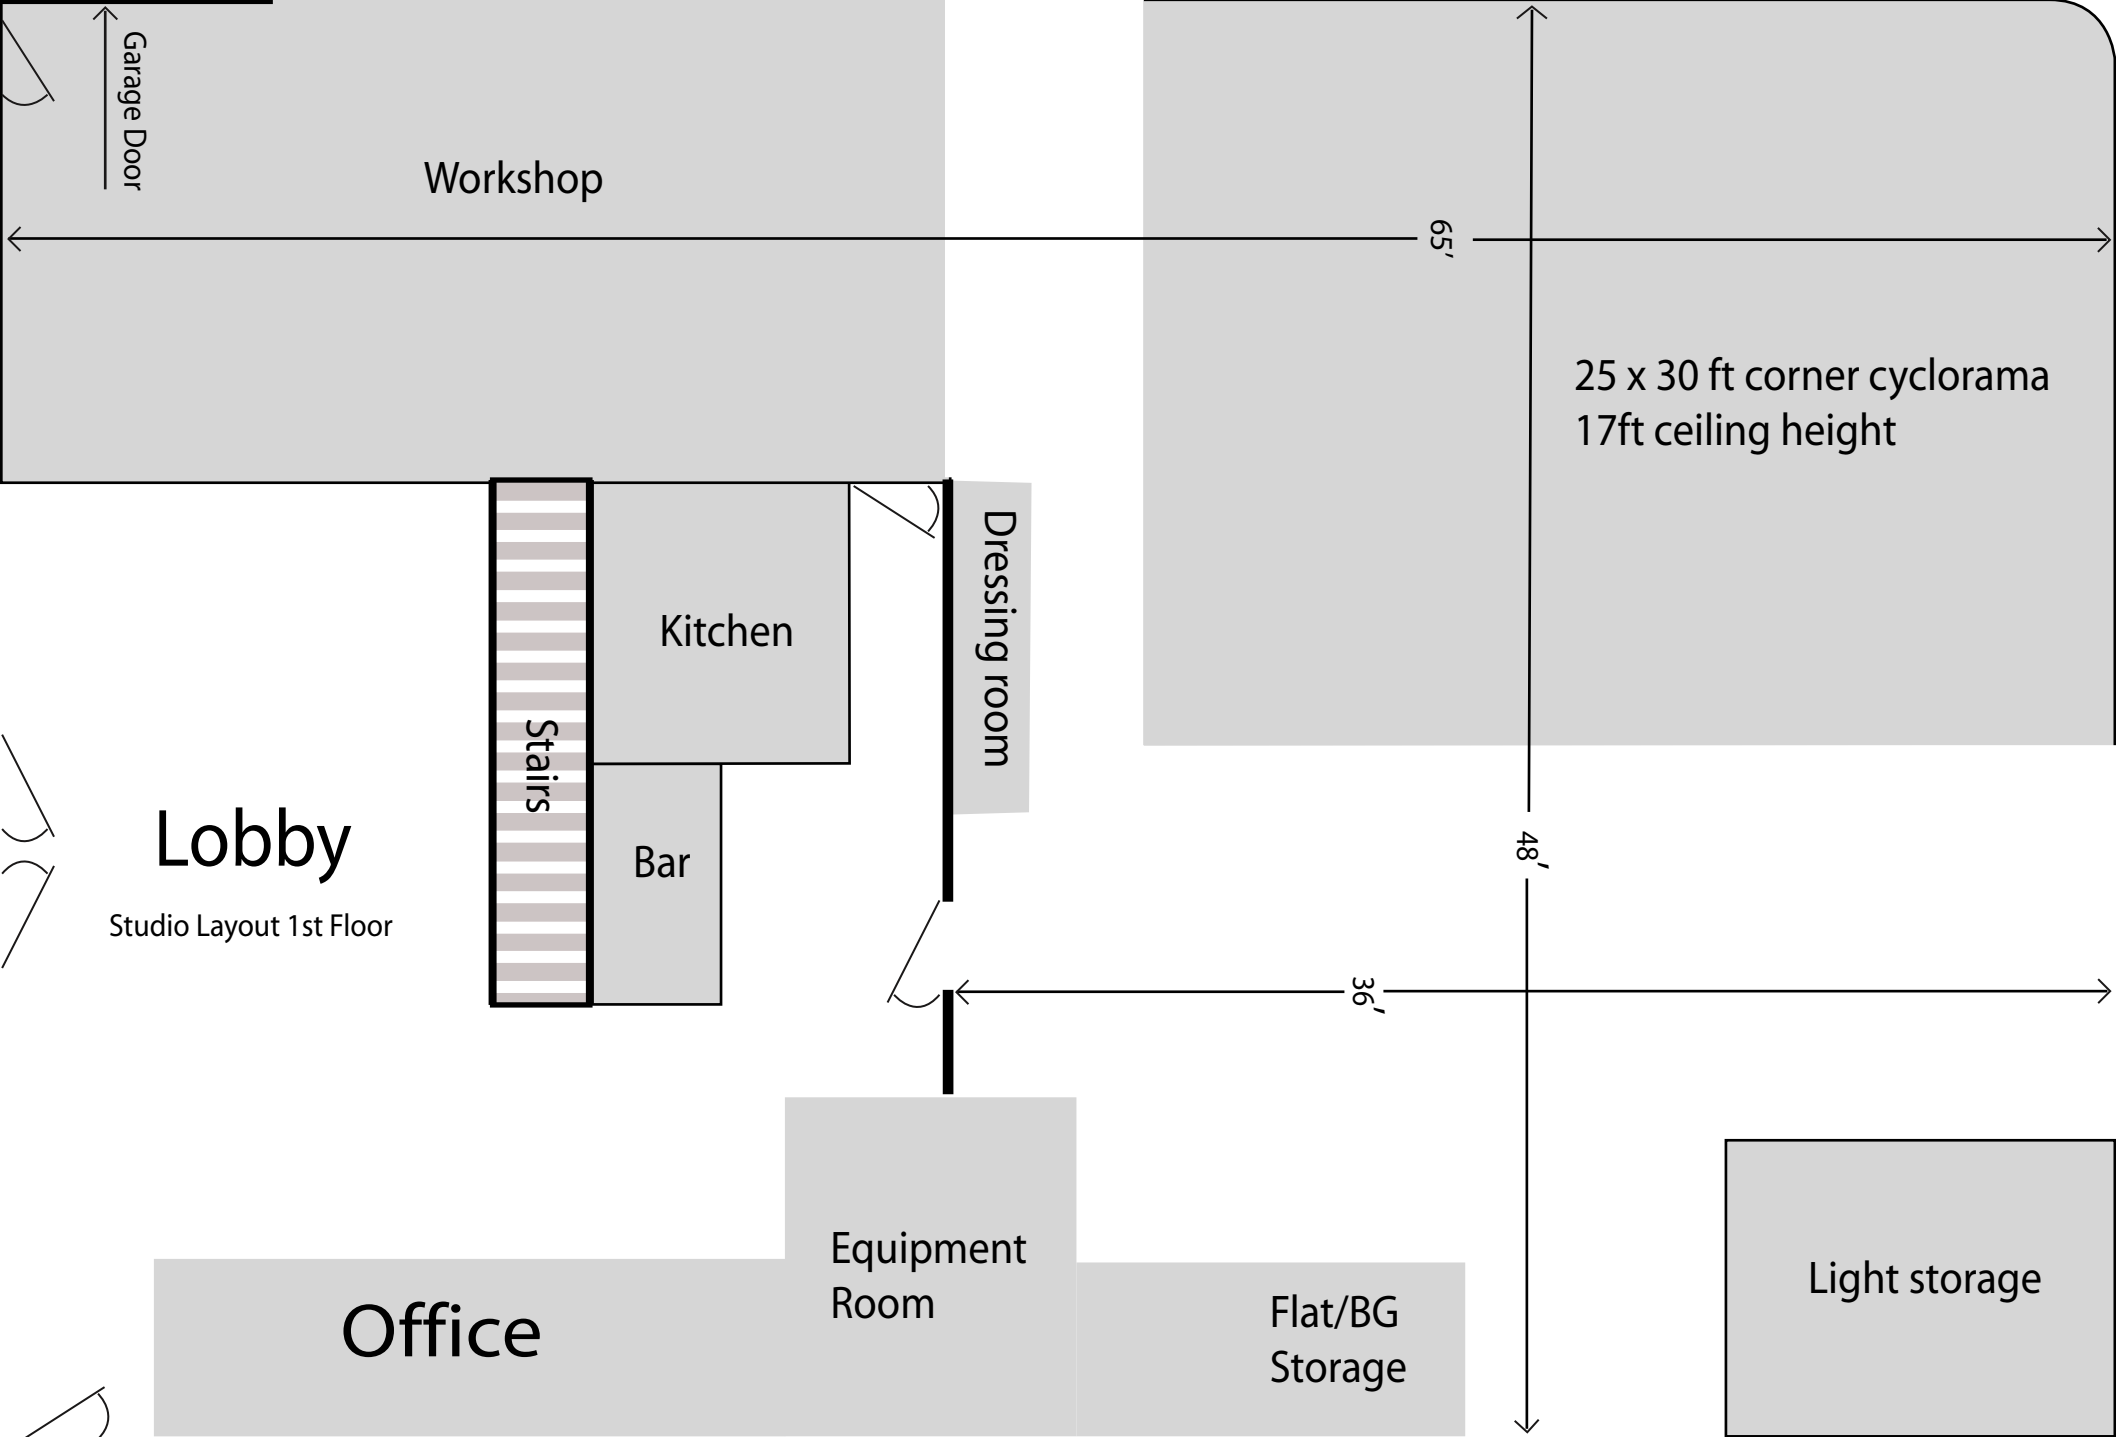 Garage Door
Workshop
65’
25 x 30 ft corner cyclorama
17ft ceiling height
Dressing room
Kitchen
Stairs
Lobby
Bar
48’
Studio Layout 1st Floor
36’
Equipment
Room
Light storage
Office
Flat/BG
Storage